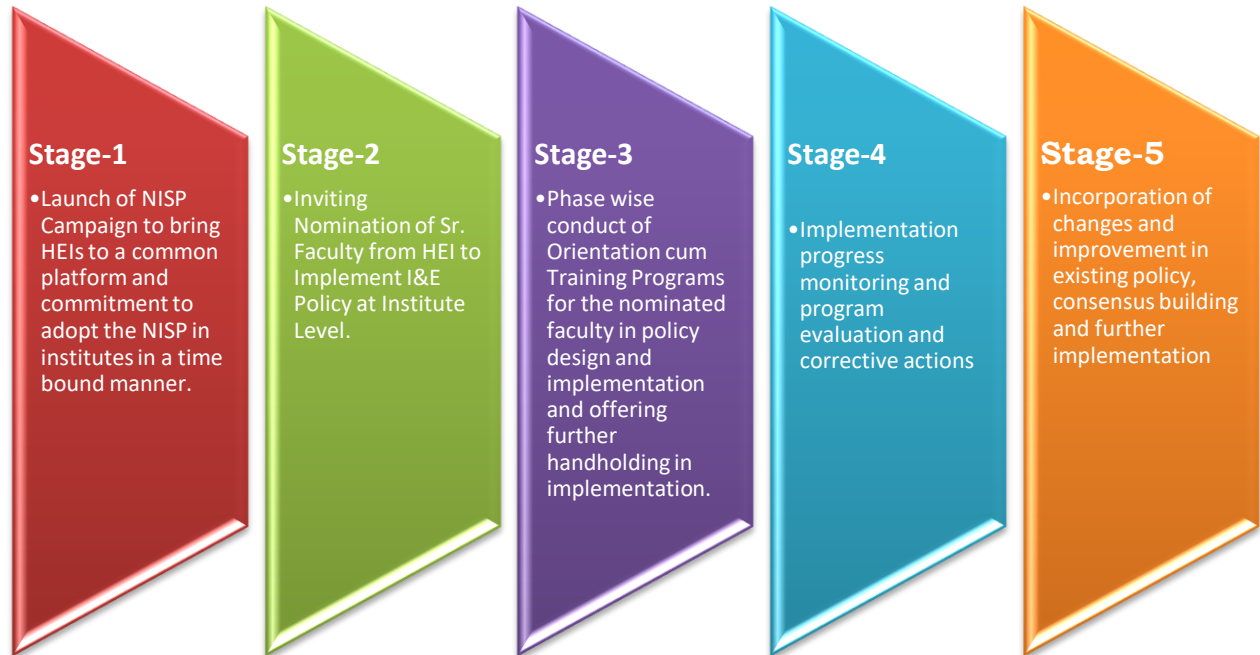 Stage-1
•Launch of NISP
Campaign to bring
HEIs to a common
platform and
commitment to
adopt the NISP in
institutes in a time
bound manner.
Stage-2
•Inviting
Nomination of Sr.
Faculty from HEI to
Implement I&E
Policy at Institute
Level.
Stage-3
•Phase wise
conduct of
Orientation cum
Training Programs
for the nominated
faculty in policy
design and
implementation
and offering
further
handholding in
implementation.
Stage-4
•Implementation
progress
monitoring and
program
evaluation and
corrective actions
Stage-5
•Incorporation of
changes and
improvement in
existing policy,
consensus building
and further
implementation